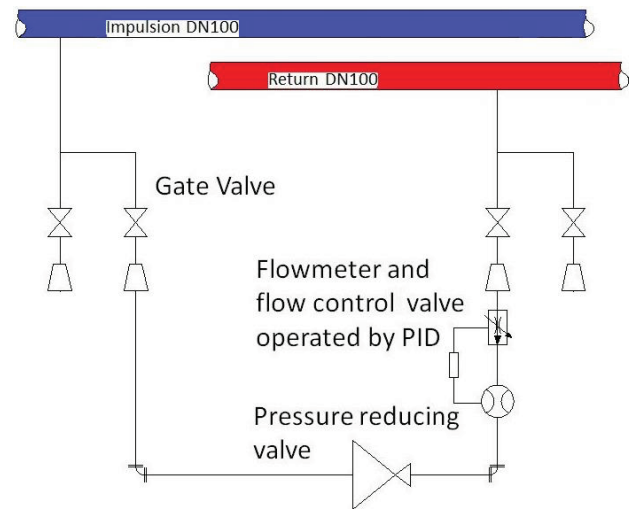 Impulsion DN100
Return DN100
Gate Valve
Flowmeter and
flow control valve
operated by PID
Pressure reducing
valve